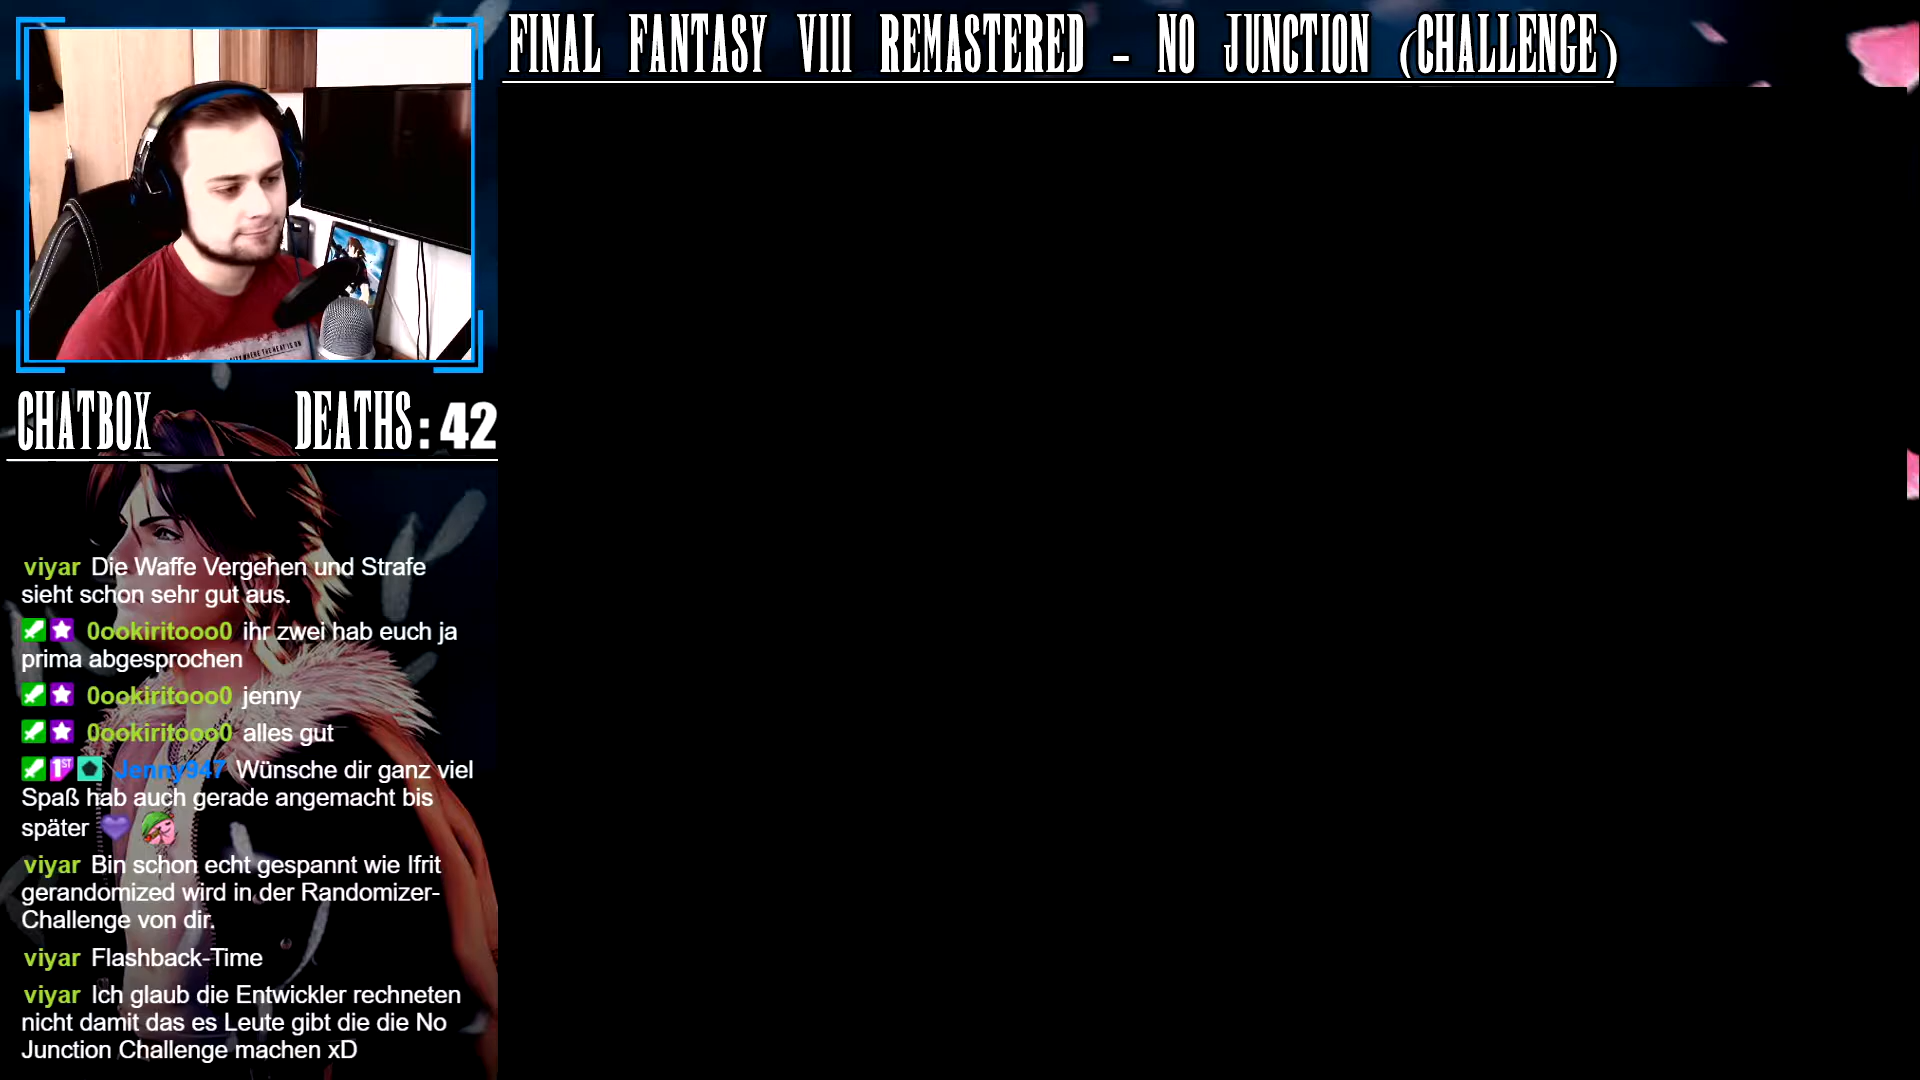 FINAL FANTASY VIII REMASTERED - NO JUNCTION (CHALLENGE)
CHATBOX DEATHS: 42
viyar Die Waffe Vergehen und Strafe
sieht schon sehr gut aus.
0ookiritooo0 ihr zwei hab euch ja
prima abgesprochen
0ookiritooo0 jenny
0ookiritooo0 alles gut
1ST Jenny947 Wünsche dir ganz viel
Spaß hab auch gerade angemacht bis
später
viyar Bin schon echt gespannt wie Ifrit
gerandomized wird in der Randomizer-
Challenge von dir.
viyar Flashback-Time
viyar Ich glaub die Entwickler rechneten
nicht damit das es Leute gibt die die No
Junction Challenge machen xD